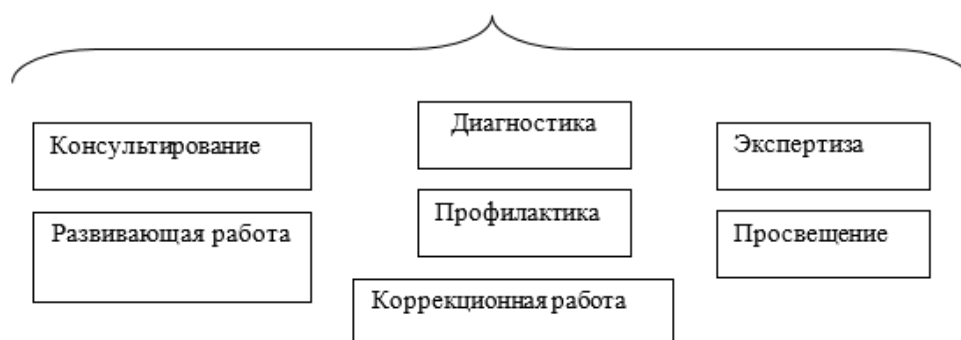 Консультирование
Диагностика
Экспертиза
Развивающая работа
Профилактика
Просвещение
Коррекционная работа